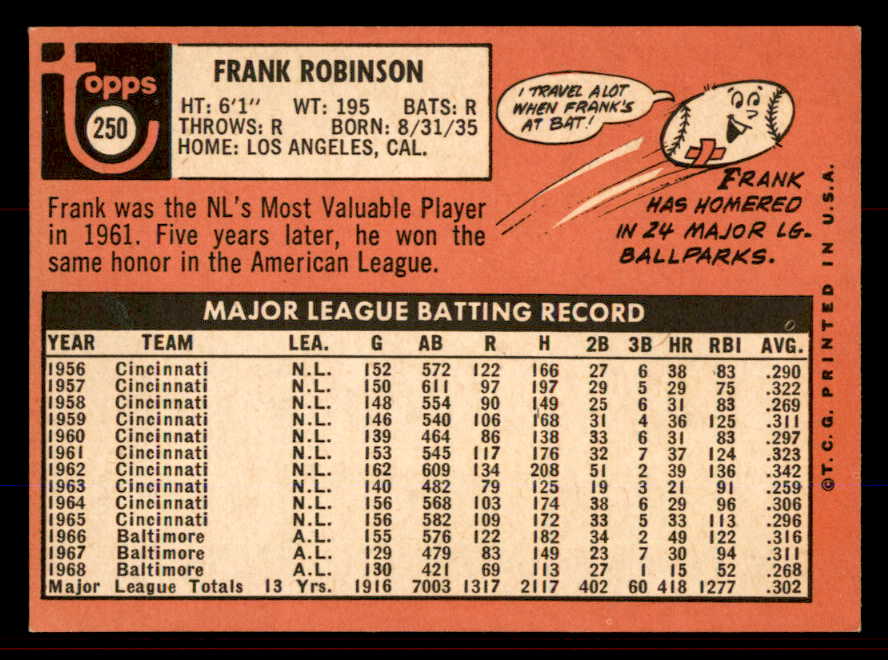 topps
250
FRANK ROBINSON
HT: 6'1" WT: 195 BATS: R
THROWS: R BORN: 8/31/35
HOME: LOS ANGELES, CAL.
I TRAVEL A LOT
WHEN FRANK'S
AT BAT!
FRANK
HAS HOMERED
IN 24 MAJOR LG.
BALLPARKS.
Frank was the NL's Most Valuable Player
in 1961. Five years later, he won the
same honor in the American League.
MAJOR LEAGUE BATTING RECORD
YEAR TEAM LEA. G AB R H 2B 3B HR RBI AVG.
1956 Cincinnati N.L. 152 572 122 166 27 6 38 83 .290
1957 Cincinnati N.L. 150 611 97 197 29 5 29 75 .322
1958 Cincinnati N.L. 148 554 90 149 25 6 31 83 .269
1959 Cincinnati N.L. 146 540 106 168 31 4 36 125 .311
1960 Cincinnati N.L. 139 464 86 138 33 6 31 83 .297
1961 Cincinnati N.L. 153 545 117 176 32 7 37 124 .323
1962 Cincinnati N.L. 162 609 134 208 51 2 39 136 .342
1963 Cincinnati N.L. 140 482 79 125 19 3 21 91 .259
1964 Cincinnati N.L. 156 568 103 174 38 6 29 96 .306
1965 Cincinnati N.L. 156 582 109 172 33 5 33 113 .296
1966 Baltimore A.L. 155 576 122 182 34 2 49 122 .316
1967 Baltimore A.L. 129 479 83 149 23 7 30 94 .311
1968 Baltimore A.L. 130 421 69 113 27 1 15 52 .268
Major League Totals 13 Yrs. 1916 7003 1317 2117 402 60 418 1277 .302
©T.C.G. PRINTED IN U.S.A.